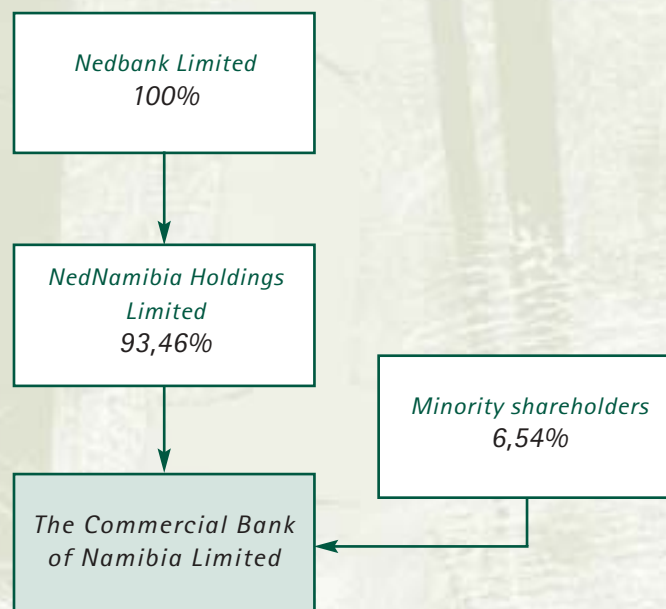 Nedbank Limited
100%
NedNamibia Holdings
Limited
93,46%
Minority shareholders
6,54%
The Commercial Bank
of Namibia Limited